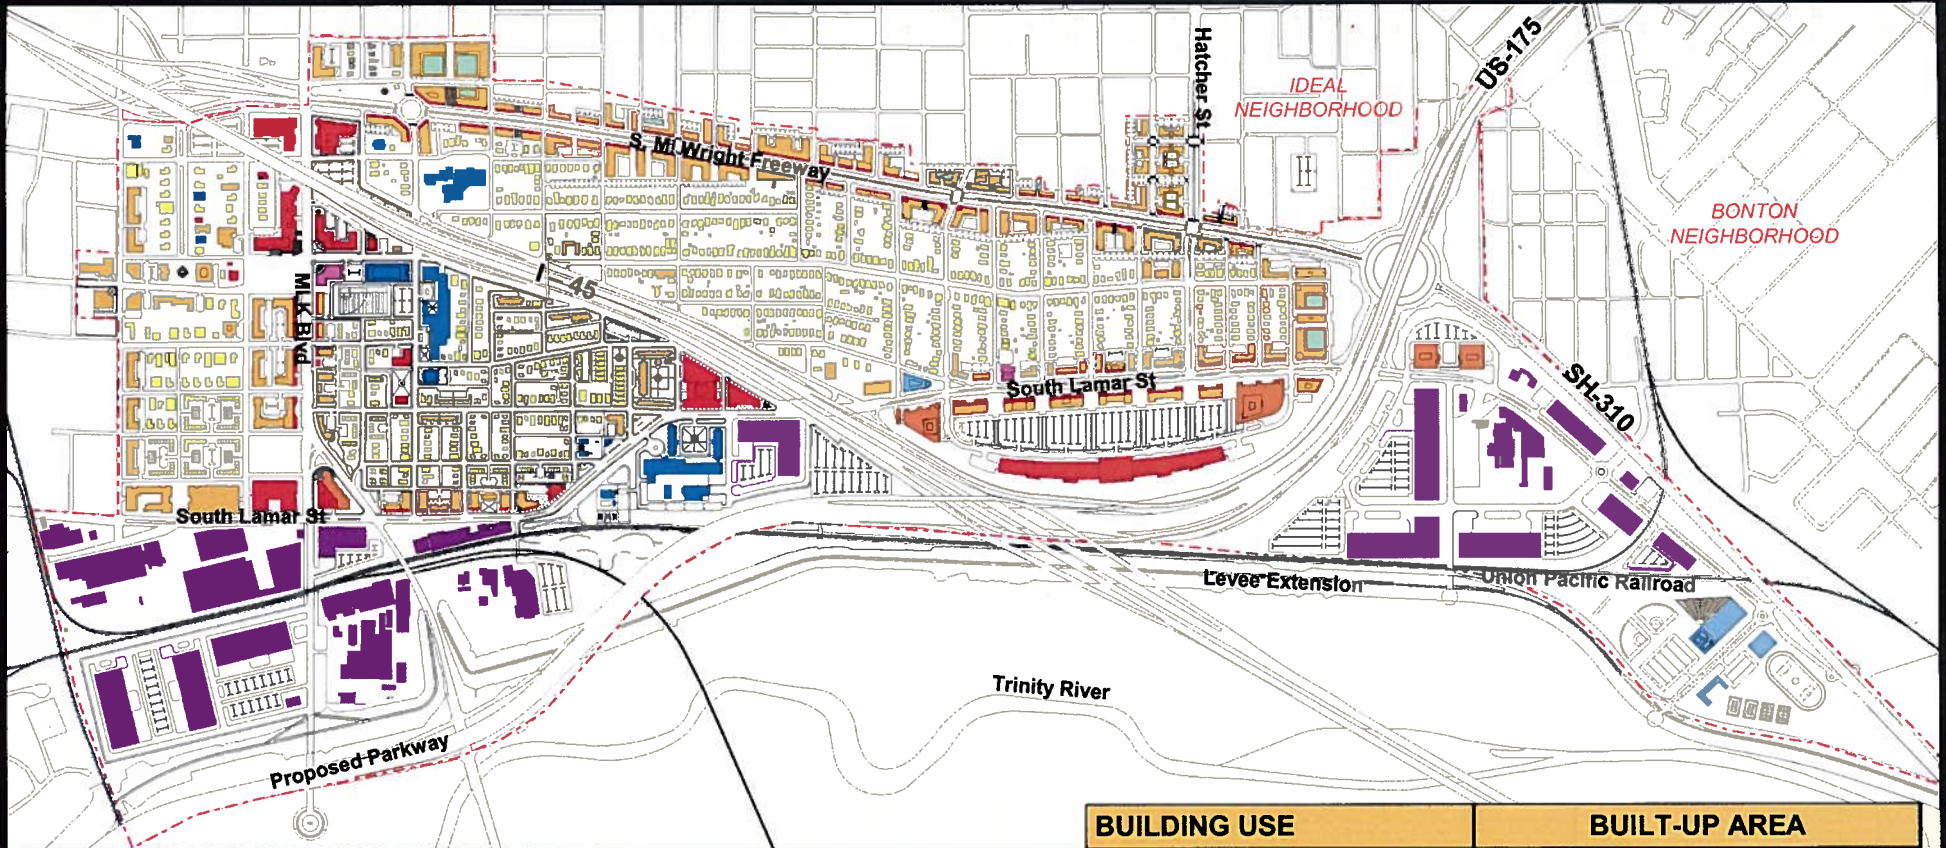 Hatcher St
US-175
IDEAL
NEIGHBORHOOD
S. M Wright Freeway
BONTON
NEIGHBORHOOD
I - 45
MLK Blvd
South Lamar St
SH-310
South Lamar St
Levee Extension
Union Pacific Railroad
Trinity River
Proposed Parkway
BUILDING USE
BUILT-UP AREA